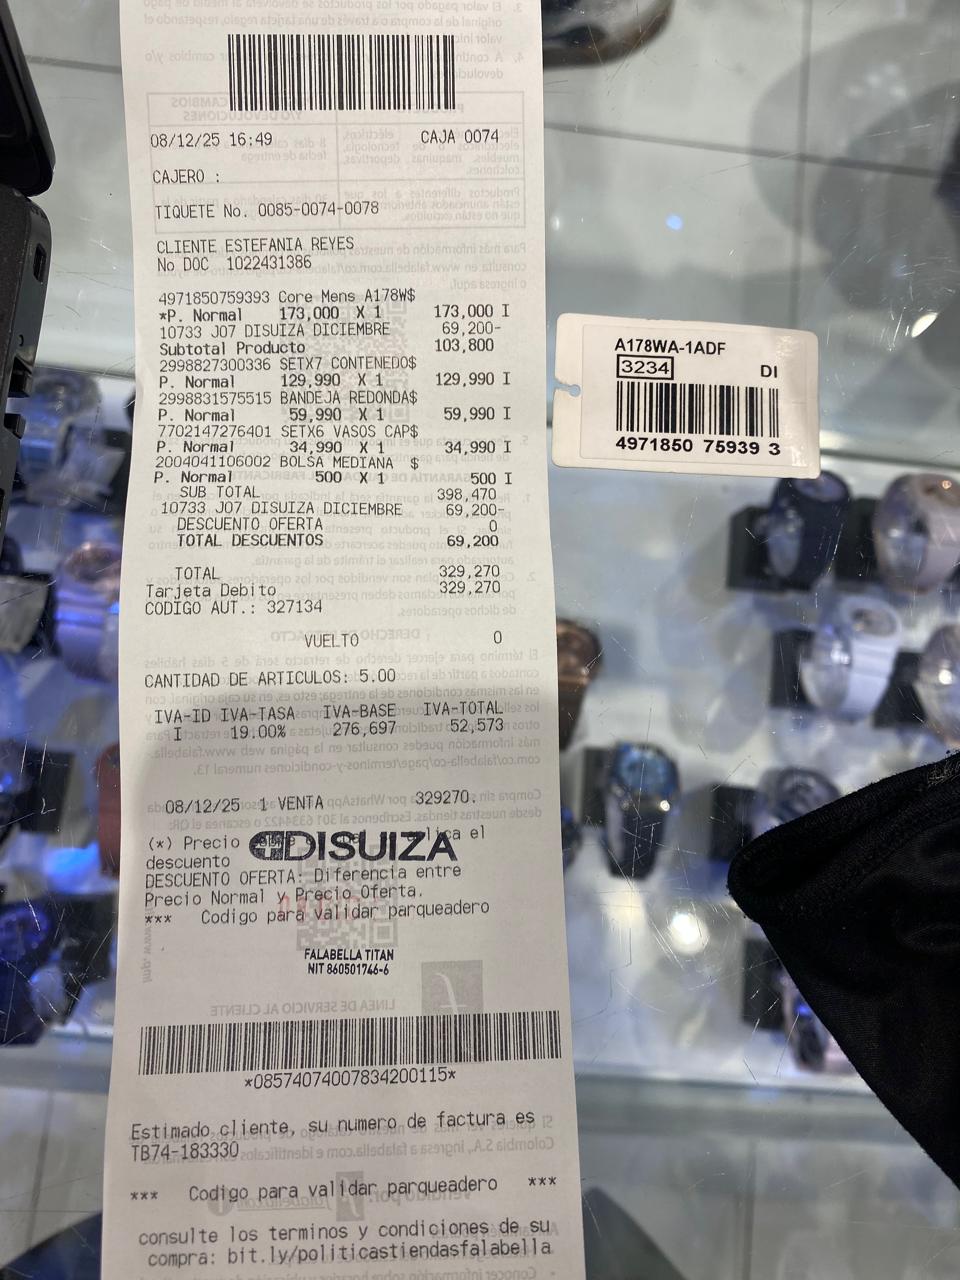 08/12/25 16:49 CAJA 0074
CAJERO :
TIQUETE No. 0085-0074-0078
CLIENTE ESTEFANIA REYES
No DOC 1022431386
4971850759393 Core Mens A178W$
*P. Normal 173,000 X 1 173,000 I
10733 J07 DISUIZA DICIEMBRE 69,200-
Subtotal Producto 103,800
2998827300336 SETX7 CONTENEDO$
P. Normal 129,990 X 1 129,990 I
2998831575515 BANDEJA REDONDA$
P. Normal 59,990 X 1 59,990 I
7702147276401 SETX6 VASOS CAP$
P. Normal 34,990 X 1 34,990 I
2004041106002 BOLSA MEDIANA $
P. Normal 500 X 1 500 I
SUB TOTAL 398,470
10733 J07 DISUIZA DICIEMBRE 69,200-
DESCUENTO OFERTA 0
TOTAL DESCUENTOS 69,200
TOTAL 329,270
Tarjeta Debito 329,270
CODIGO AUT.: 327134
VUELTO 0
CANTIDAD DE ARTICULOS: 5.00
IVA-ID IVA-TASA IVA-BASE IVA-TOTAL
I 19.00% 276,697 52,573
08/12/25 1 VENTA 329270.
(*) Precio el
DISUIZA
descuento
DESCUENTO OFERTA: Diferencia entre
Precio Normal y Precio Oferta.
*** Codigo para validar parqueadero
FALABELLA TITAN
NIT 860501746-6
*08574074007834200115*
Estimado cliente, su numero de factura es
TB74-183330
*** Codigo para validar parqueadero ***
consulte los terminos y condiciones de su
compra: bit.ly/politicastiendasfalabella
A178WA-1ADF
3234 DI
4971850 75939 3